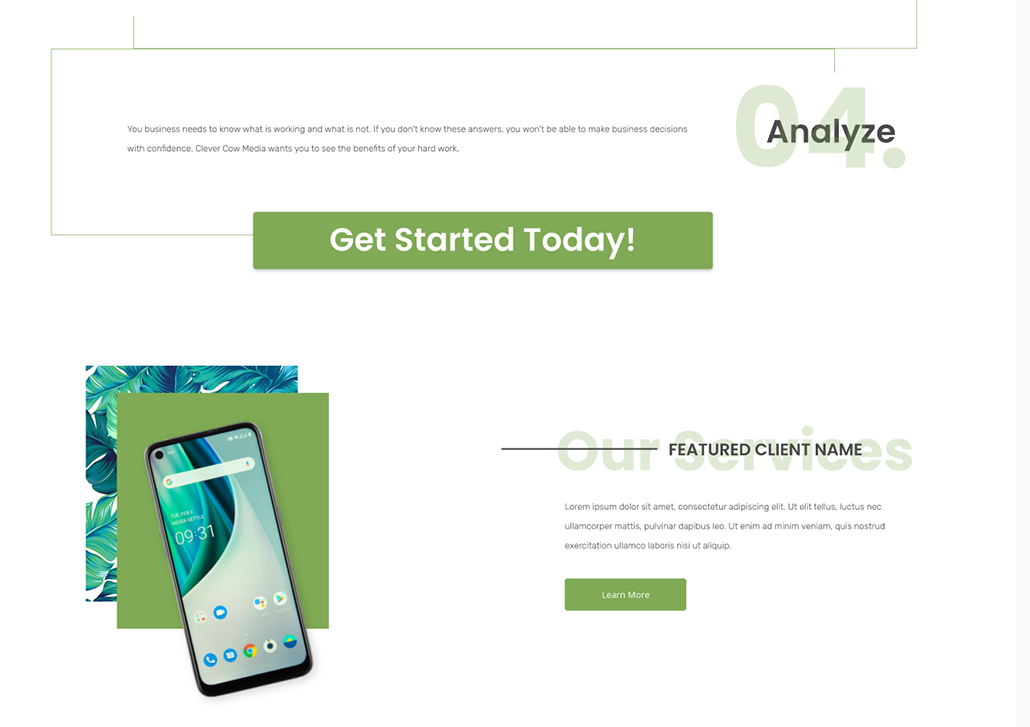 You business needs to know what is working and what is not. If you don't know these answers, you won't be able to make business decisions
with confidence. Clever Cow Media wants you to see the benefits of your hard work.
04.
Analyze
Get Started Today!
Our Services
FEATURED CLIENT NAME
Lorem ipsum dolor sit amet, consectetur adipiscing elit. Ut elit tellus, luctus nec
ullamcorper mattis, pulvinar dapibus leo. Ut enim ad minim veniam, quis nostrud
exercitation ullamco laboris nisi ut aliquip.
Learn More
TUE, FEB 2
NEVER SETTLE
09:31